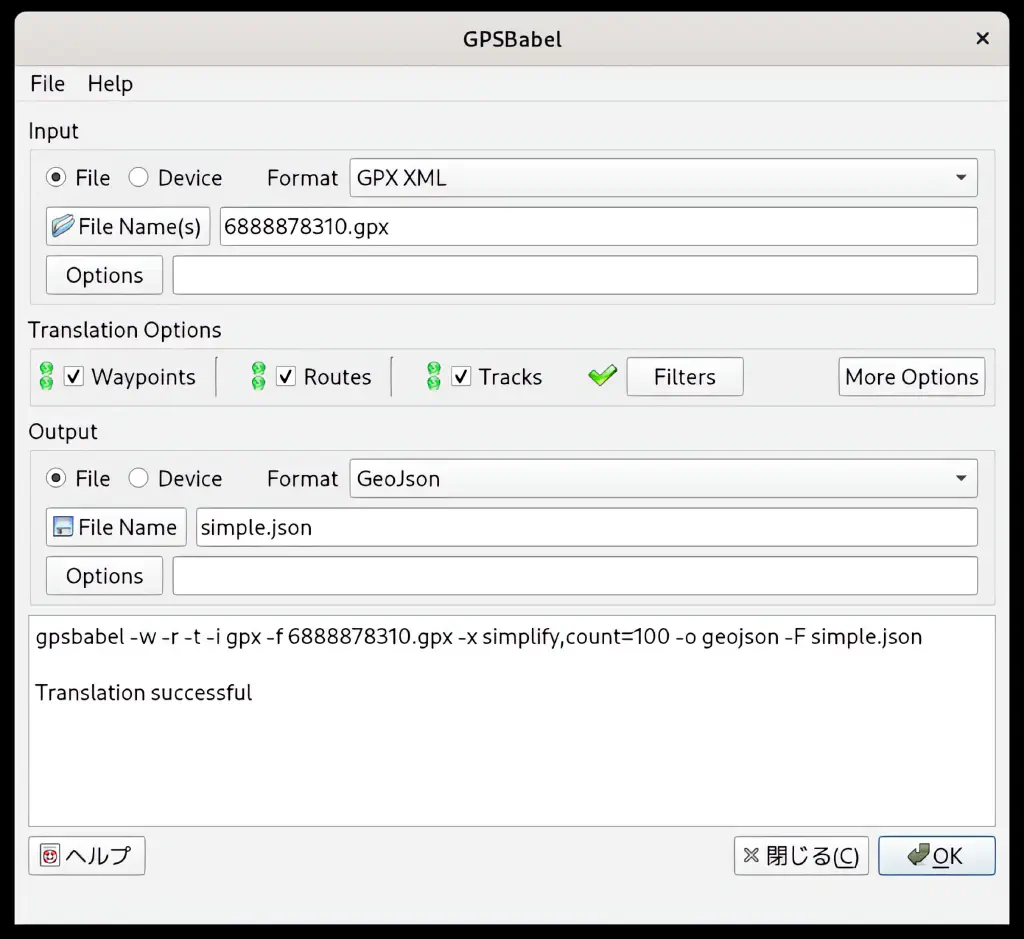 GPSBabel
File Help
Input
File Device Format GPX XML
File Name(s) 6888878310.gpx
Options
Translation Options
Waypoints Routes Tracks Filters More Options
Output
File Device Format GeoJson
File Name simple.json
Options
gpsbabel -w -r -t -i gpx -f 6888878310.gpx -x simplify,count=100 -o geojson -F simple.json
Translation successful
ヘルプ 閉じる(C) OK